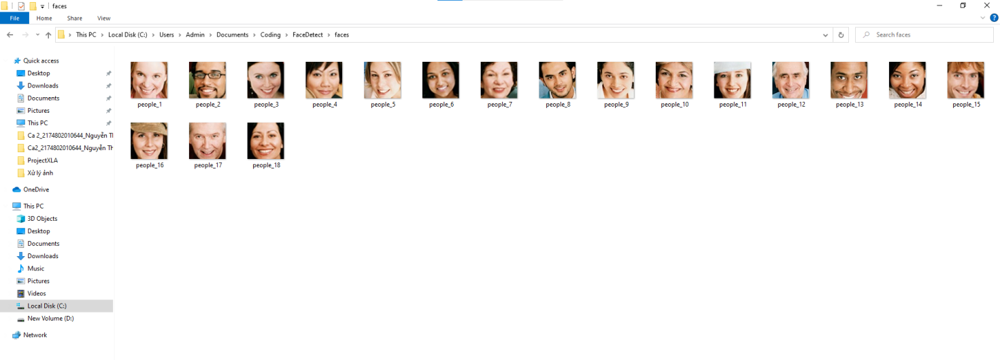 faces
File Home Share View
This PC Local Disk (C:) Users Admin Documents Coding FaceDetect faces
Search faces
Quick access
Desktop
Downloads
Documents
Pictures
This PC
Ca 2_2174802010644_Nguyễn Tl
Ca2_2174802010644_Nguyễn Th
ProjectXLA
Xử lý ảnh
OneDrive
This PC
3D Objects
Desktop
Documents
Downloads
Music
Pictures
Videos
Local Disk (C:)
New Volume (D:)
Network
people_1 people_2 people_3 people_4 people_5 people_6 people_7 people_8 people_9 people_10 people_11 people_12 people_13 people_14 people_15
people_16 people_17 people_18